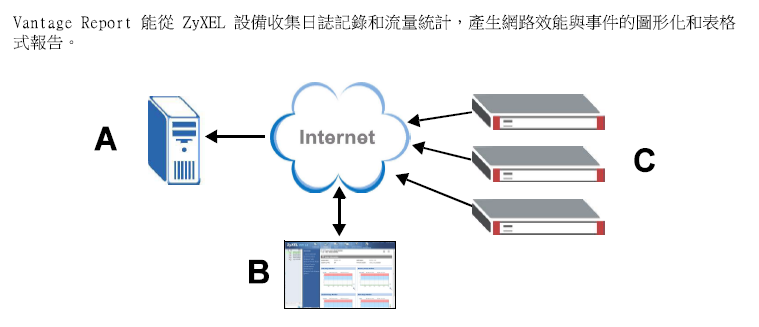 Vantage Report 能從 ZyXEL 設備收集日誌記錄和流量統計，產生網路效能與事件的圖形化和表格
式報告。
A
Internet
C
B
ZyXEL